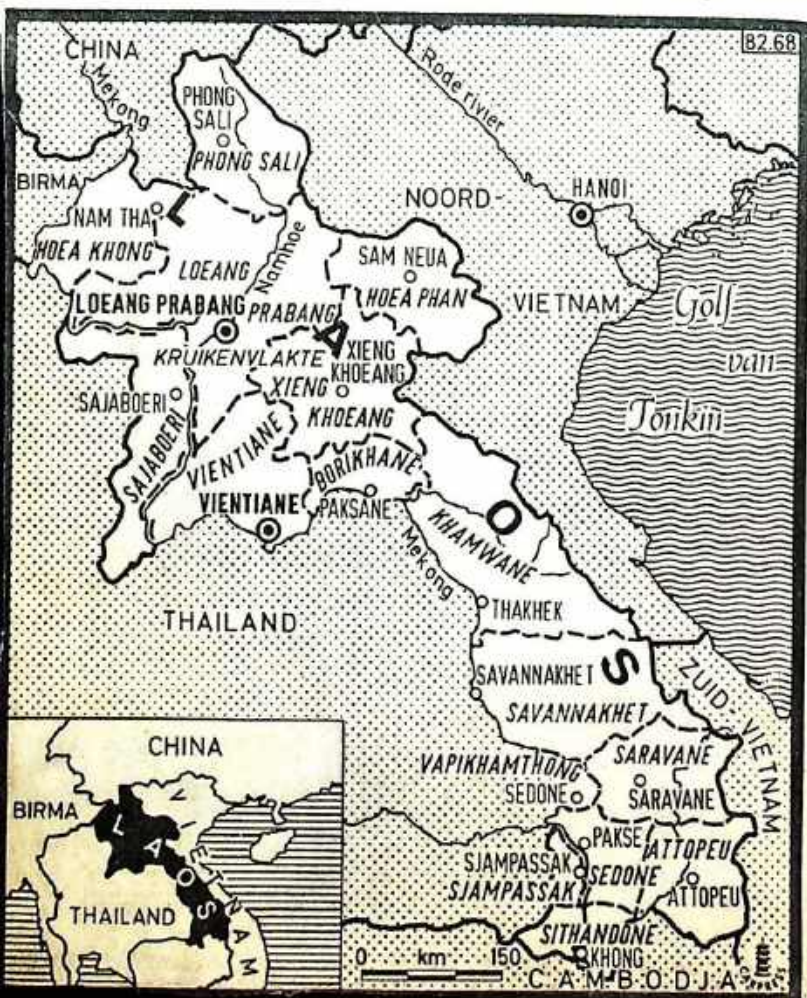 82.68
CHINA
Mekong
Rode rivier
PHONG
SALI
PHONG SALI
BIRMA
NOORD-
HANOI
NAM THA
L
HOEA KHONG
LOEANG
Namhoe
SAM NEUA
HOEA PHAN
LOEANG PRABANG
PRABANG
VIETNAM
Golf
van
Tonkin
A
KRUIKENVLAKTE
XIENG
KHOEANG
XIENG
KHOEANG
SAJABOERI
SAJABOERI
VIENTIANE
VIENTIANE
BORIKHANE
PAKSANE
O
KHAMWANE
Mekong
THAILAND
THAKHEK
S
SAVANNAKHET
SAVANNAKHET
ZUID-VIETNAM
VAPIKHAMTHONG
SEDONE
SARAVANE
SARAVANE
PAKSE
ATTOPEU
SJAMPASSAK
SJAMPASSAK
SEDONE
ATTOPEU
SITHANDONE
KHONG
0 km 150
CAMBODJA
CHINA
BIRMA
VIETNAM
LAOS
THAILAND